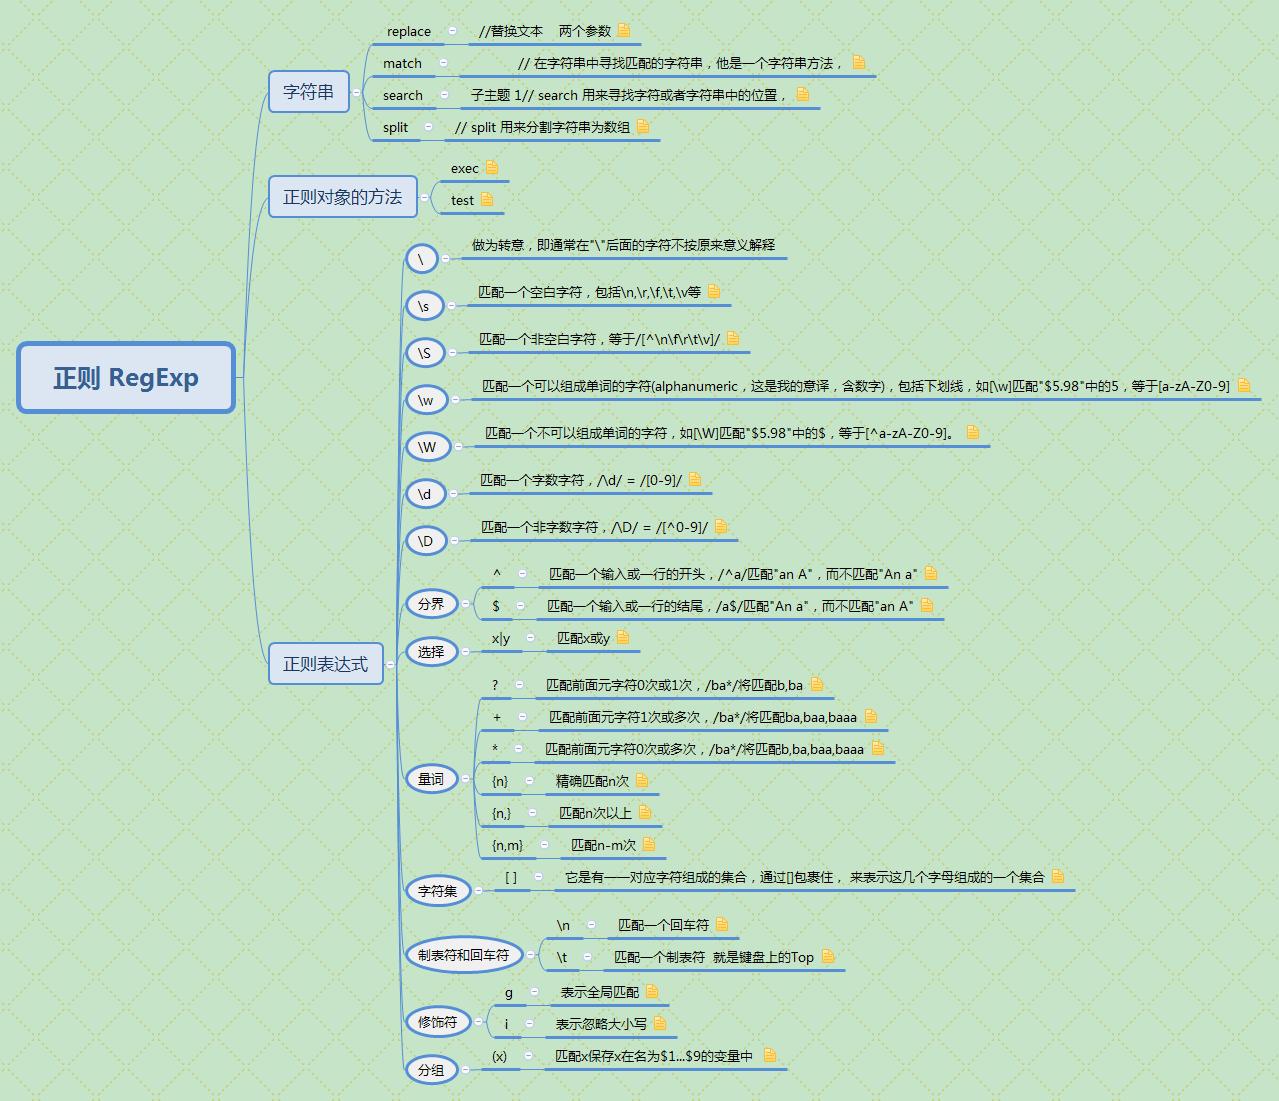 正则 RegExp
字符串
replace
//替换文本 两个参数
match
// 在字符串中寻找匹配的字符串，他是一个字符串方法，
search
子主题 1// search 用来寻找字符或者字符串中的位置，
split
// split 用来分割字符串为数组
正则对象的方法
exec
test
正则表达式
\
做为转意，即通常在"\"后面的字符不按原来意义解释
\s
匹配一个空白字符，包括\n,\r,\f,\t,\v等
\S
匹配一个非空白字符，等于/[^\n\f\r\t\v]/
\w
匹配一个可以组成单词的字符(alphanumeric，这是我的意译，含数字)，包括下划线，如[\w]匹配"$5.98"中的5，等于[a-zA-Z0-9]
\W
匹配一个不可以组成单词的字符，如[\W]匹配"$5.98"中的$，等于[^a-zA-Z0-9]。
\d
匹配一个字数字符，/\d/ = /[0-9]/
\D
匹配一个非字数字符，/\D/ = /[^0-9]/
分界
^
匹配一个输入或一行的开头，/^a/匹配"an A"，而不匹配"An a"
$
匹配一个输入或一行的结尾，/a$/匹配"An a"，而不匹配"an A"
选择
x|y
匹配x或y
量词
?
匹配前面元字符0次或1次，/ba*/将匹配b,ba
+
匹配前面元字符1次或多次，/ba*/将匹配ba,baa,baaa
*
匹配前面元字符0次或多次，/ba*/将匹配b,ba,baa,baaa
{n}
精确匹配n次
{n,}
匹配n次以上
{n,m}
匹配n-m次
字符集
[ ]
它是有一一对应字符组成的集合，通过[]包裹住， 来表示这几个字母组成的一个集合
制表符和回车符
\n
匹配一个回车符
\t
匹配一个制表符 就是键盘上的Top
修饰符
g
表示全局匹配
i
表示忽略大小写
分组
(x)
匹配x保存x在名为$1...$9的变量中